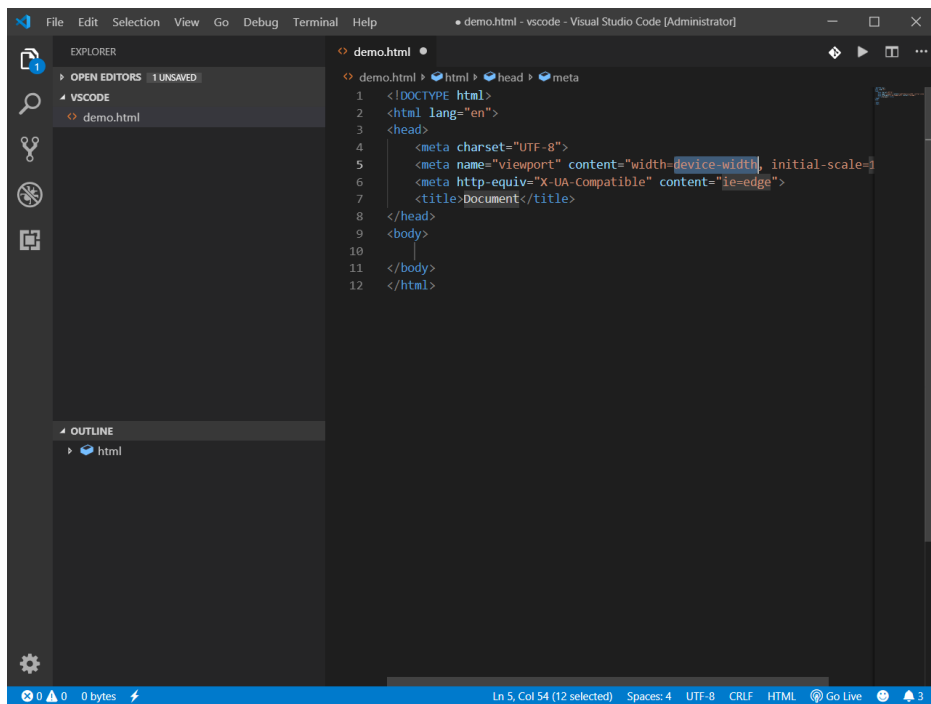 File Edit Selection View Go Debug Terminal Help
● demo.html - vscode - Visual Studio Code [Administrator]
EXPLORER
1
OPEN EDITORS 1 UNSAVED
VSCODE
demo.html
OUTLINE
html
demo.html ●
demo.html html head meta
1 <!DOCTYPE html>
2 <html lang="en">
3 <head>
4 <meta charset="UTF-8">
5 <meta name="viewport" content="width=device-width, initial-scale=1
6 <meta http-equiv="X-UA-Compatible" content="ie=edge">
7 <title>Document</title>
8 </head>
9 <body>
10
11 </body>
12 </html>
0 0 0 bytes Ln 5, Col 54 (12 selected) Spaces: 4 UTF-8 CRLF HTML Go Live 3